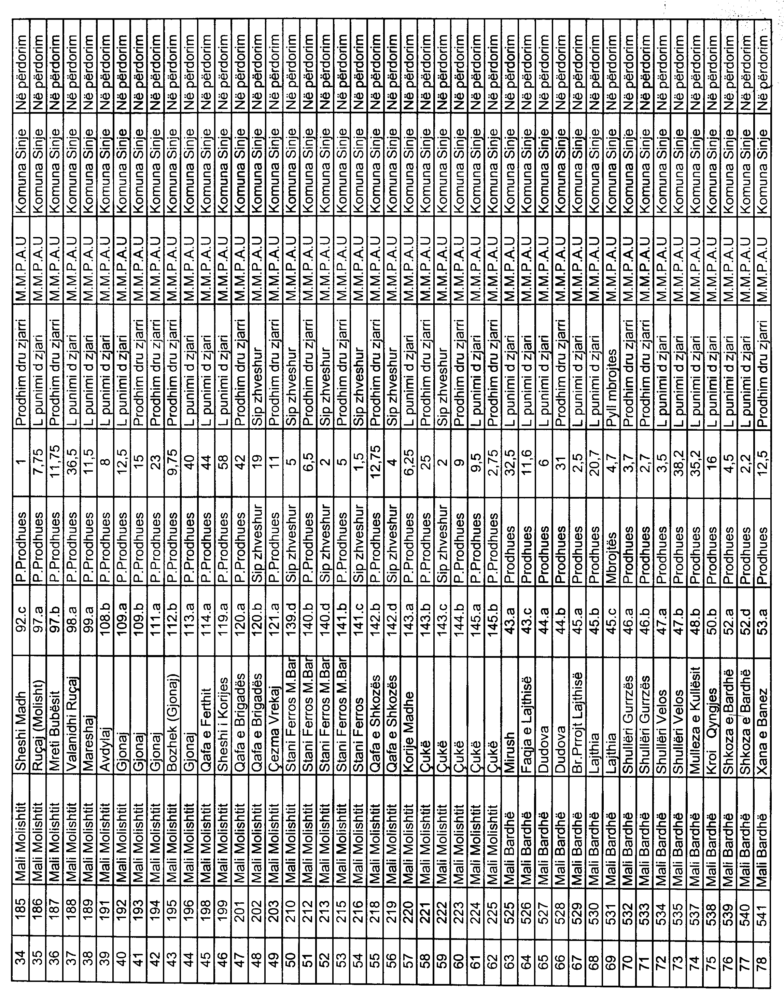 34 185 Mali Molishtit Sheshi Madh 92.c P.Prodhues 1 Prodhim dru zjarri M.M.P.A.U Komuna Sinje Në përdorim
35 186 Mali Molishtit Ruçaj (Molisht) 97.a P.Prodhues 7,75 L punimi d zjari M.M.P.A.U Komuna Sinje Në përdorim
36 187 Mali Molishtit Mreti Bubësit 97.b P.Prodhues 11,75 Prodhim dru zjarri M.M.P.A.U Komuna Sinje Në përdorim
37 188 Mali Molishtit Valanidhi Ruçaj 98.a P.Prodhues 36,5 L punimi d zjari M.M.P.A.U Komuna Sinje Në përdorim
38 189 Mali Molishtit Mareshaj 99.a P.Prodhues 11,5 L punimi d zjari M.M.P.A.U Komuna Sinje Në përdorim
39 191 Mali Molishtit Avdylaj 108.b P.Prodhues 8 L punimi d zjari M.M.P.A.U Komuna Sinje Në përdorim
40 192 Mali Molishtit Gjonaj 109.a P.Prodhues 12,5 L punimi d zjari M.M.P.A.U Komuna Sinje Në përdorim
41 193 Mali Molishtit Gjonaj 109.b P.Prodhues 15 Prodhim dru zjarri M.M.P.A.U Komuna Sinje Në përdorim
42 194 Mali Molishtit Gjonaj 111.a P.Prodhues 23 Prodhim dru zjarri M.M.P.A.U Komuna Sinje Në përdorim
43 195 Mali Molishtit Bozhek (Gjonaj) 112.b P.Prodhues 9,75 Prodhim dru zjarri M.M.P.A.U Komuna Sinje Në përdorim
44 196 Mali Molishtit Gjonaj 113.a P.Prodhues 40 L punimi d zjari M.M.P.A.U Komuna Sinje Në përdorim
45 198 Mali Molishtit Qafa e Ferthit 114.a P.Prodhues 44 L punimi d zjari M.M.P.A.U Komuna Sinje Në përdorim
46 199 Mali Molishtit Sheshi i Korijes 119.a P.Prodhues 58 L punimi d zjari M.M.P.A.U Komuna Sinje Në përdorim
47 201 Mali Molishtit Qafa e Brigadës 120.a P.Prodhues 42 Prodhim dru zjarri M.M.P.A.U Komuna Sinje Në përdorim
48 202 Mali Molishtit Qafa e Brigadës 120.b Sip zhveshur 19 Sip zhveshur M.M.P.A.U Komuna Sinje Në përdorim
49 203 Mali Molishtit Çezma Vrekaj 121.a P.Prodhues 11 Prodhim dru zjarri M.M.P.A.U Komuna Sinje Në përdorim
50 210 Mali Molishtit Stani Ferros M.Bar 139.d Sip zhveshur 5 Sip zhveshur M.M.P.A.U Komuna Sinje Në përdorim
51 212 Mali Molishtit Stani Ferros M.Bar 140.b P.Prodhues 6,5 Prodhim dru zjarri M.M.P.A.U Komuna Sinje Në përdorim
52 213 Mali Molishtit Stani Ferros M.Bar 140.d Sip zhveshur 2 Sip zhveshur M.M.P.A.U Komuna Sinje Në përdorim
53 215 Mali Molishtit Stani Ferros M.Bar 141.b P.Prodhues 5 Prodhim dru zjarri M.M.P.A.U Komuna Sinje Në përdorim
54 216 Mali Molishtit Stani Ferros 141.c Sip zhveshur 1,5 Sip zhveshur M.M.P.A.U Komuna Sinje Në përdorim
55 218 Mali Molishtit Qafa e Shkozës 142.b P.Prodhues 12,75 Prodhim dru zjarri M.M.P.A.U Komuna Sinje Në përdorim
56 219 Mali Molishtit Qafa e Shkozës 142.d Sip zhveshur 4 Sip zhveshur M.M.P.A.U Komuna Sinje Në përdorim
57 220 Mali Molishtit Korije Madhe 143.a P.Prodhues 6,25 L punimi d zjari M.M.P.A.U Komuna Sinje Në përdorim
58 221 Mali Molishtit Çukë 143.b P.Prodhues 25 Prodhim dru zjarri M.M.P.A.U Komuna Sinje Në përdorim
59 222 Mali Molishtit Çukë 143.c Sip zhveshur 2 Sip zhveshur M.M.P.A.U Komuna Sinje Në përdorim
60 223 Mali Molishtit Çukë 144.b P.Prodhues 9 Prodhim dru zjarri M.M.P.A.U Komuna Sinje Në përdorim
61 224 Mali Molishtit Çukë 145.a P.Prodhues 9,5 L punimi d zjari M.M.P.A.U Komuna Sinje Në përdorim
62 225 Mali Molishtit Çukë 145.b P.Prodhues 2,75 Prodhim dru zjarri M.M.P.A.U Komuna Sinje Në përdorim
63 525 Mali Bardhë Mirush 43.a Prodhues 32,5 L punimi d zjari M.M.P.A.U Komuna Sinje Në përdorim
64 526 Mali Bardhë Faqja e Lajthisë 43.c Prodhues 11,6 L punimi d zjari M.M.P.A.U Komuna Sinje Në përdorim
65 527 Mali Bardhë Dudova 44.a Prodhues 6 L punimi d zjari M.M.P.A.U Komuna Sinje Në përdorim
66 528 Mali Bardhë Dudova 44.b Prodhues 31 Prodhim dru zjarri M.M.P.A.U Komuna Sinje Në përdorim
67 529 Mali Bardhë Br.Prrojt Lajthisë 45.a Prodhues 2,5 L punimi d zjari M.M.P.A.U Komuna Sinje Në përdorim
68 530 Mali Bardhë Lajthia 45.b Prodhues 20,7 L punimi d zjari M.M.P.A.U Komuna Sinje Në përdorim
69 531 Mali Bardhë Lajthia 45.c Mbrojtës 4,7 Pyll mbrojtes M.M.P.A.U Komuna Sinje Në përdorim
70 532 Mali Bardhë Shullëri Gurrzës 46.a Prodhues 3,7 Prodhim dru zjarri M.M.P.A.U Komuna Sinje Në përdorim
71 533 Mali Bardhë Shullëri Gurrzës 46.b Prodhues 2,7 Prodhim dru zjarri M.M.P.A.U Komuna Sinje Në përdorim
72 534 Mali Bardhë Shullëri Velos 47.a Prodhues 3,5 L punimi d zjari M.M.P.A.U Komuna Sinje Në përdorim
73 535 Mali Bardhë Shullëri Velos 47.b Prodhues 38,2 L punimi d zjari M.M.P.A.U Komuna Sinje Në përdorim
74 537 Mali Bardhë Mulleza e Kullësit 48.b Prodhues 35,2 L punimi d zjari M.M.P.A.U Komuna Sinje Në përdorim
75 538 Mali Bardhë Kroi Qyngjes 50.b Prodhues 16 L punimi d zjari M.M.P.A.U Komuna Sinje Në përdorim
76 539 Mali Bardhë Shkoza e Bardhë 52.a Prodhues 4,5 L punimi d zjari M.M.P.A.U Komuna Sinje Në përdorim
77 540 Mali Bardhë Shkoza e Bardhë 52.d Prodhues 2,2 L punimi d zjari M.M.P.A.U Komuna Sinje Në përdorim
78 541 Mali Bardhë Xana e Banez 53.a Prodhues 12,5 Prodhim dru zjarri M.M.P.A.U Komuna Sinje Në përdorim